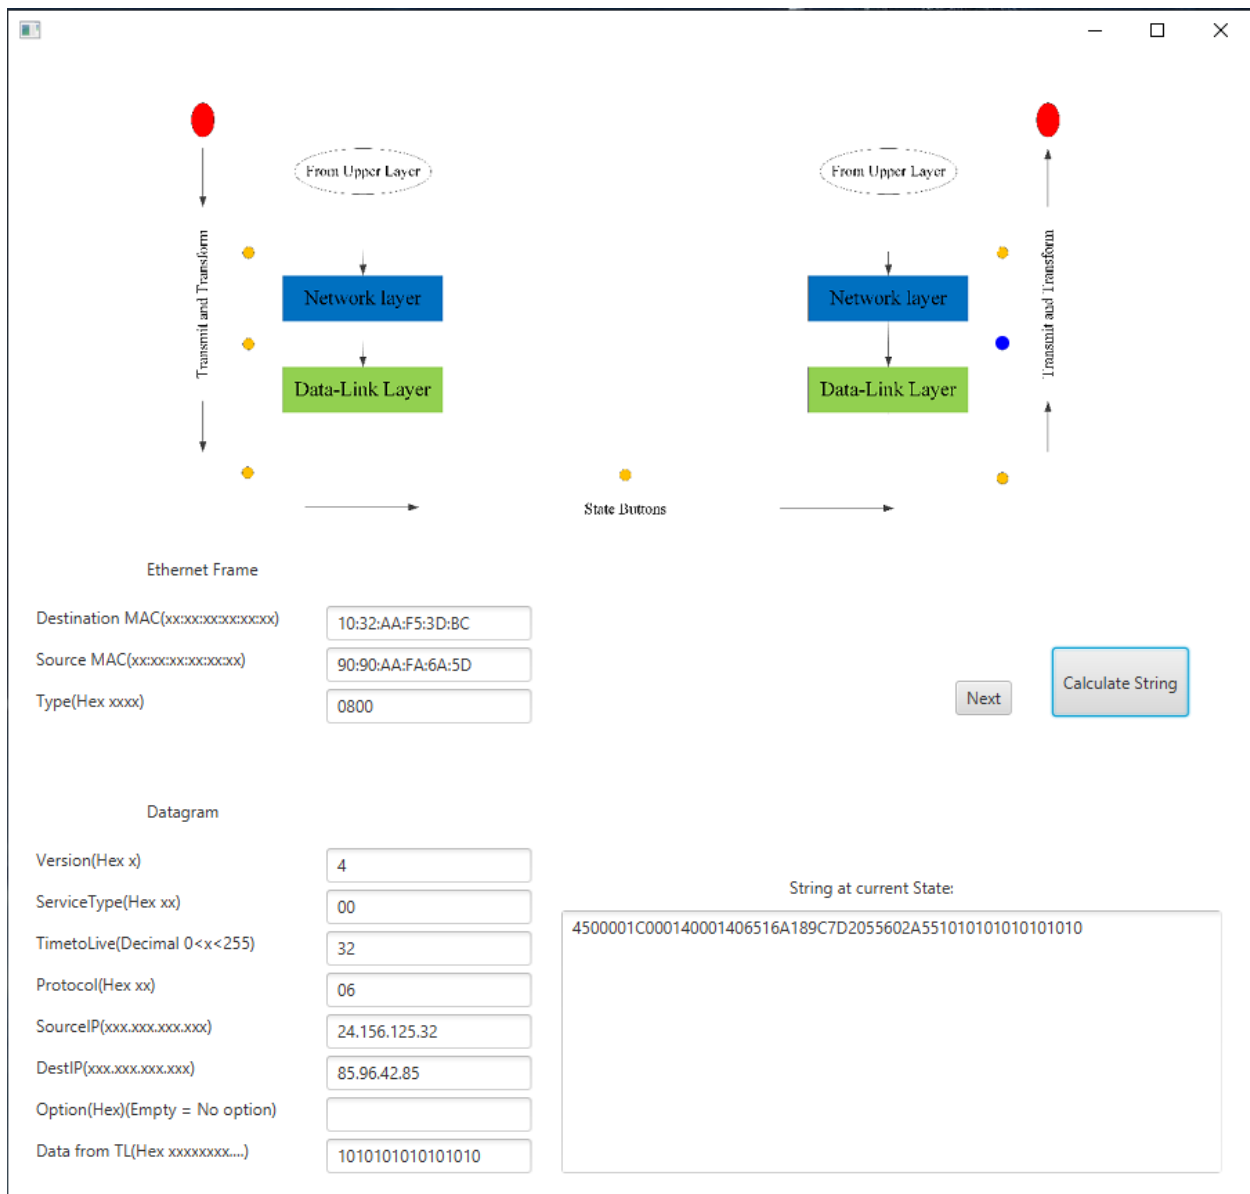 From Upper Layer
From Upper Layer
Transmit and Transform
Transmit and Transform
Network layer
Network layer
Data-Link Layer
Data-Link Layer
State Buttons
Ethernet Frame
Destination MAC(xx:xx:xx:xx:xx:xx)
10:32:AA:F5:3D:BC
Source MAC(xx:xx:xx:xx:xx:xx)
90:90:AA:FA:6A:5D
Type(Hex xxxx)
0800
Next
Calculate String
Datagram
Version(Hex x)
4
ServiceType(Hex xx)
00
TimetoLive(Decimal 0<x<255)
32
Protocol(Hex xx)
06
SourceIP(xxx.xxx.xxx.xxx)
24.156.125.32
DestIP(xxx.xxx.xxx.xxx)
85.96.42.85
Option(Hex)(Empty = No option)
Data from TL(Hex xxxxxxxx....)
1010101010101010
String at current State:
4500001C000140001406516A189C7D2055602A551010101010101010